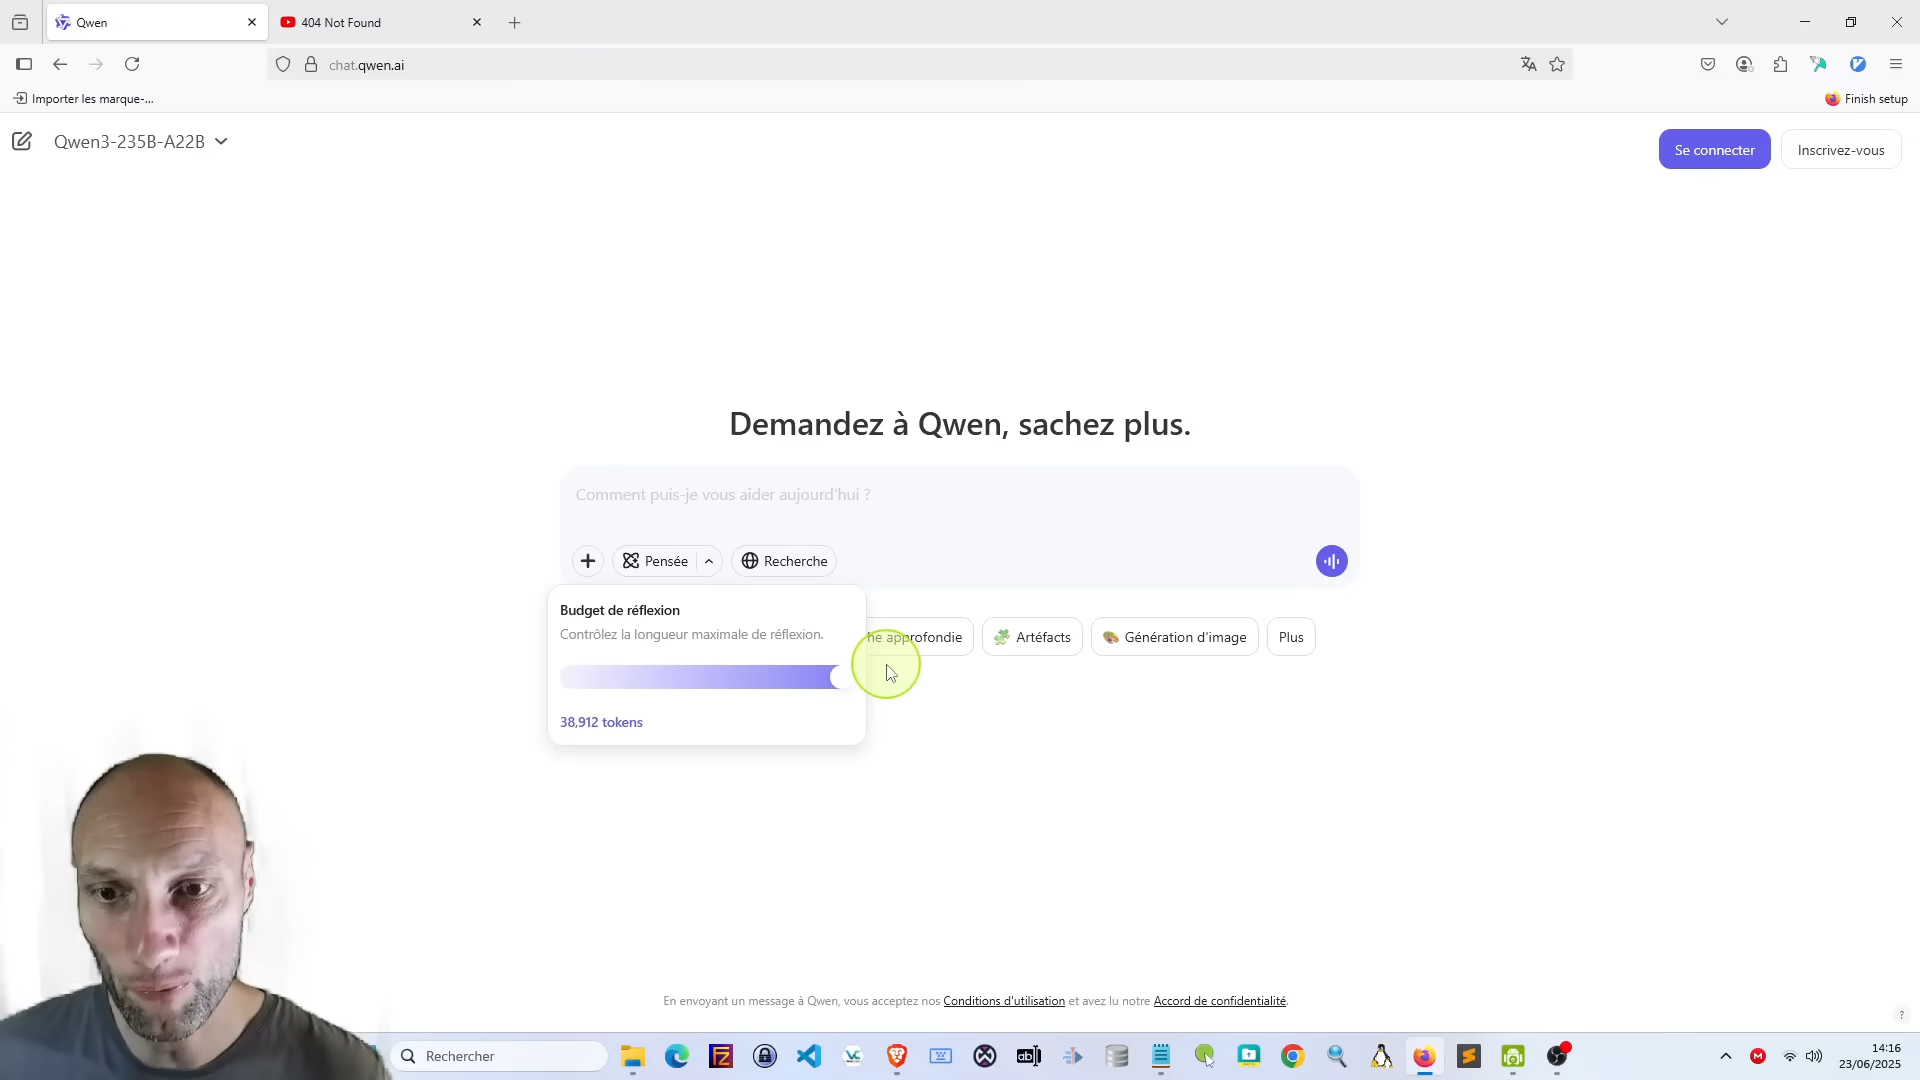 Qwen
404 Not Found
chat.qwen.ai
Importer les marque-...
Finish setup
Qwen3-235B-A22B
Se connecter
Inscrivez-vous
Demandez à Qwen, sachez plus.
Comment puis-je vous aider aujourd'hui ?
Pensée
Recherche
Budget de réflexion
Contrôlez la longueur maximale de réflexion.
he approfondie
Artéfacts
Génération d'image
Plus
38,912 tokens
En envoyant un message à Qwen, vous acceptez nos Conditions d'utilisation et avez lu notre Accord de confidentialité.
?
Rechercher
14:16
23/06/2025